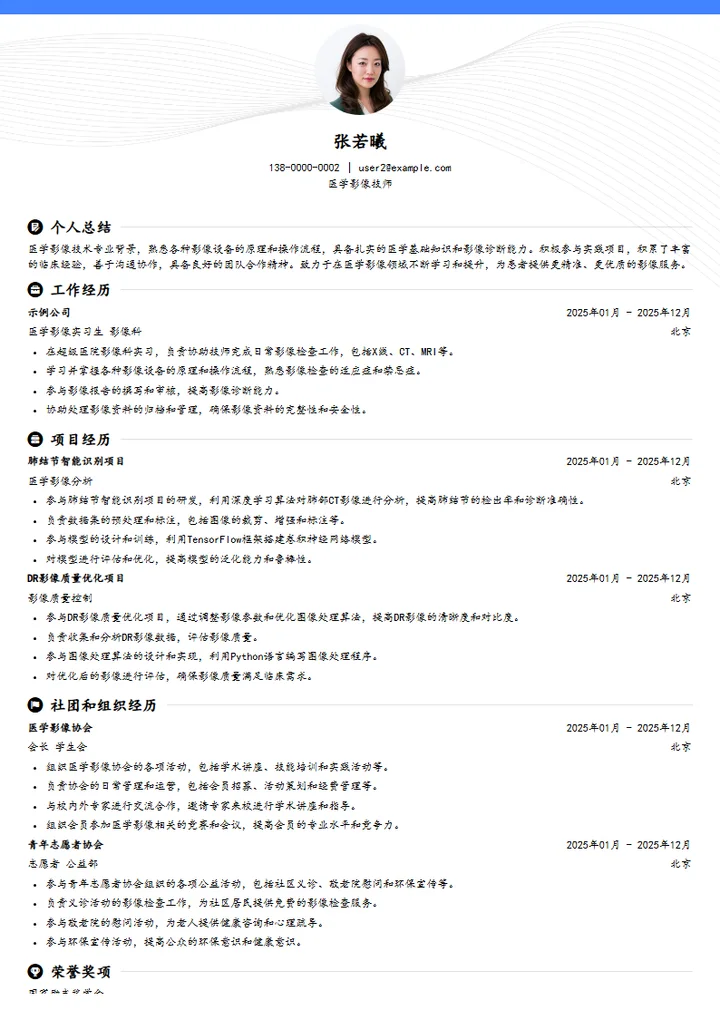 张若曦
138-0000-0002 | user2@example.com
医学影像技师
个人总结
医学影像技术专业背景，熟悉各种影像设备的原理和操作流程，具备扎实的医学基础知识和影像诊断能力。积极参与实践项目，积累了丰富
的临床经验，善于沟通协作，具备良好的团队合作精神。致力于在医学影像领域不断学习和提升，为患者提供更精准、更优质的影像服务。
工作经历
示例公司 2025年01月 - 2025年12月
医学影像实习生 影像科 北京
• 在超级医院影像科实习，负责协助技师完成日常影像检查工作，包括X线、CT、MRI等。
• 学习并掌握各种影像设备的原理和操作流程，熟悉影像检查的适应症和禁忌症。
• 参与影像报告的撰写和审核，提高影像诊断能力。
• 协助处理影像资料的归档和管理，确保影像资料的完整性和安全性。
项目经历
肺结节智能识别项目 2025年01月 - 2025年12月
医学影像分析 北京
• 参与肺结节智能识别项目的研发，利用深度学习算法对肺部CT影像进行分析，提高肺结节的检出率和诊断准确性。
• 负责数据集的预处理和标注，包括图像的裁剪、增强和标注等。
• 参与模型的设计和训练，利用TensorFlow框架搭建卷积神经网络模型。
• 对模型进行评估和优化，提高模型的泛化能力和鲁棒性。
DR影像质量优化项目 2025年01月 - 2025年12月
影像质量控制 北京
• 参与DR影像质量优化项目，通过调整影像参数和优化图像处理算法，提高DR影像的清晰度和对比度。
• 负责收集和分析DR影像数据，评估影像质量。
• 参与图像处理算法的设计和实现，利用Python语言编写图像处理程序。
• 对优化后的影像进行评估，确保影像质量满足临床需求。
社团和组织经历
医学影像协会 2025年01月 - 2025年12月
会长 学生会 北京
• 组织医学影像协会的各项活动，包括学术讲座、技能培训和实践活动等。
• 负责协会的日常管理和运营，包括会员招募、活动策划和经费管理等。
• 与校内外专家进行交流合作，邀请专家来校进行学术讲座和指导。
• 组织会员参加医学影像相关的竞赛和会议，提高会员的专业水平和竞争力。
青年志愿者协会 2025年01月 - 2025年12月
志愿者 公益部 北京
• 参与青年志愿者协会组织的各项公益活动，包括社区义诊、敬老院慰问和环保宣传等。
• 负责义诊活动的影像检查工作，为社区居民提供免费的影像检查服务。
• 参与敬老院的慰问活动，为老人提供健康咨询和心理疏导。
• 参与环保宣传活动，提高公众的环保意识和健康意识。
荣誉奖项